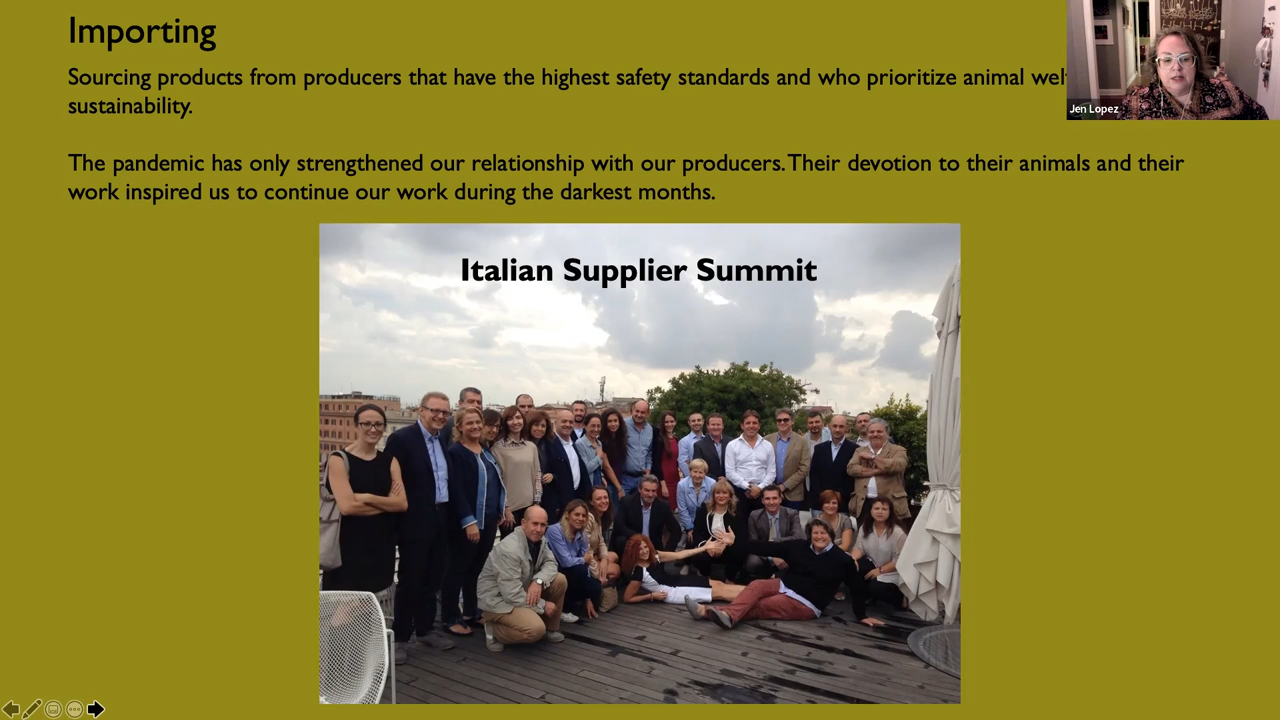 Importing
Sourcing products from producers that have the highest safety standards and who prioritize animal
sustainability.
The pandemic has only strengthened our relationship with our producers. Their devotion to their animals and their
work inspired us to continue our work during the darkest months.
Italian Supplier Summit
Jen Lopez